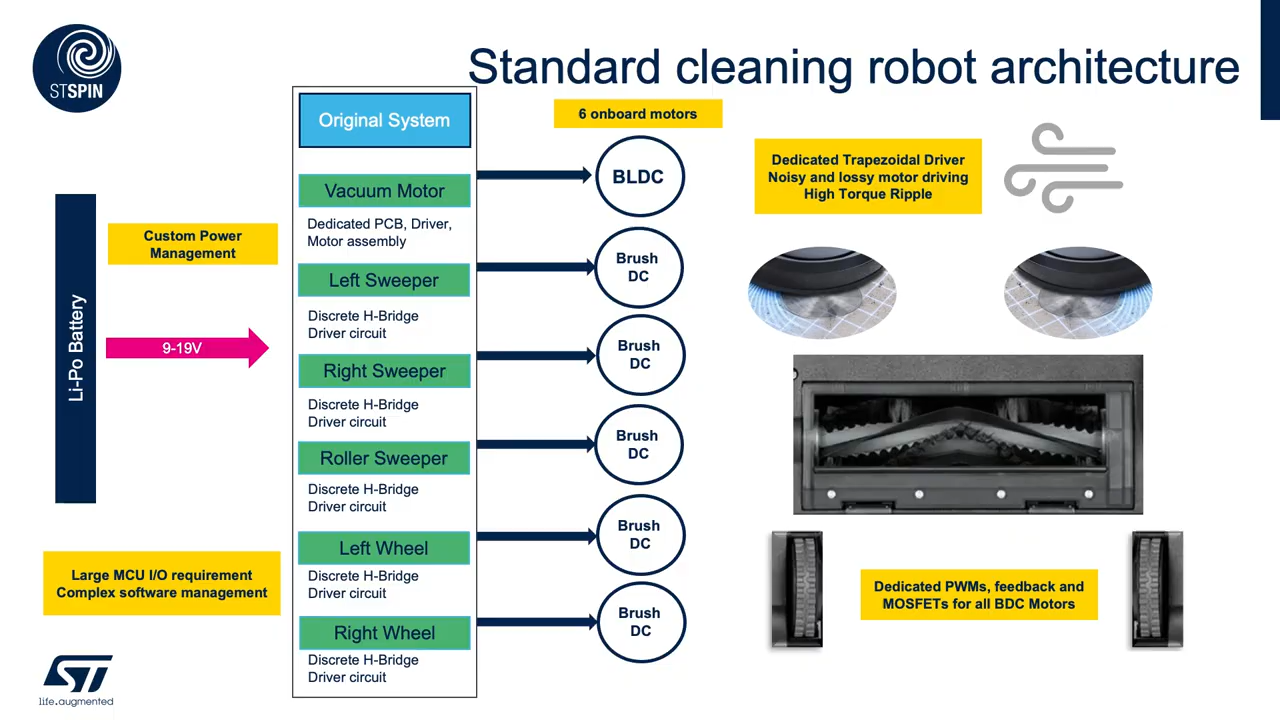 STSPIN
Standard cleaning robot architecture
Original System
6 onboard motors
Vacuum Motor
Dedicated PCB, Driver,
Motor assembly
BLDC
Dedicated Trapezoidal Driver
Noisy and lossy motor driving
High Torque Ripple
Li-Po Battery
Custom Power
Management
9-19V
Left Sweeper
Discrete H-Bridge
Driver circuit
Brush
DC
Right Sweeper
Discrete H-Bridge
Driver circuit
Brush
DC
Roller Sweeper
Discrete H-Bridge
Driver circuit
Brush
DC
Left Wheel
Discrete H-Bridge
Driver circuit
Brush
DC
Right Wheel
Discrete H-Bridge
Driver circuit
Brush
DC
Large MCU I/O requirement
Complex software management
Dedicated PWMs, feedback and
MOSFETs for all BDC Motors
ST
life.augmented